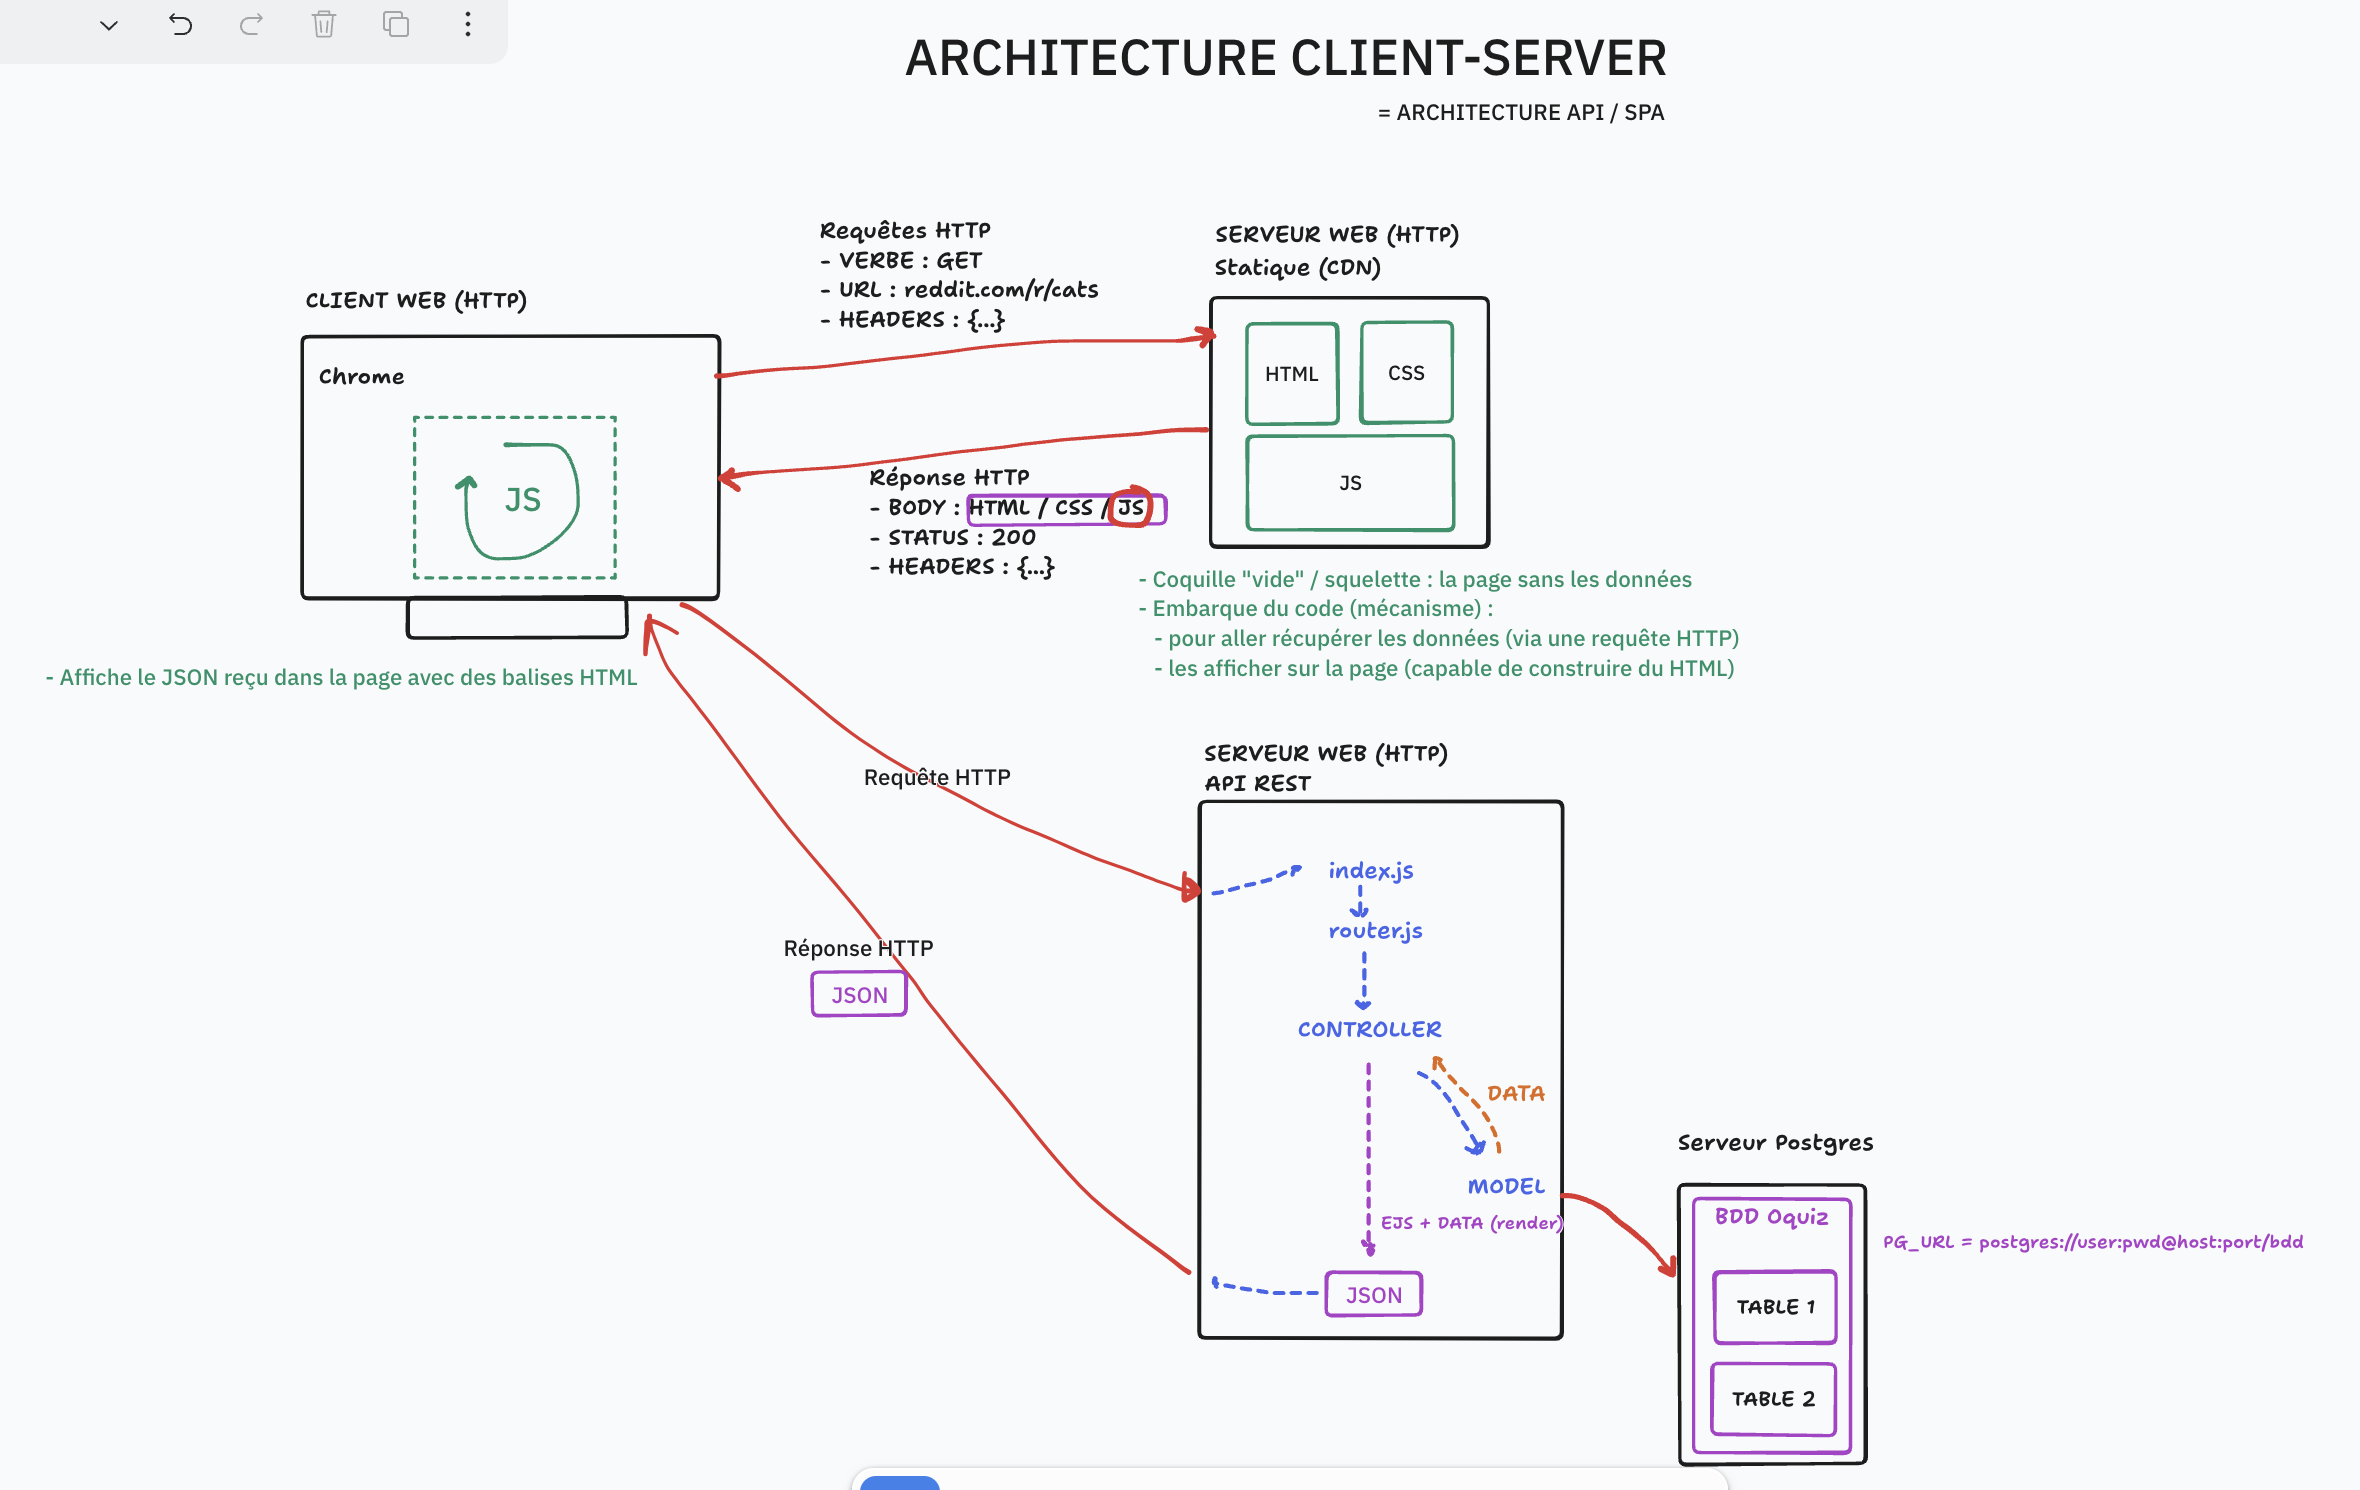 ARCHITECTURE CLIENT-SERVER
= ARCHITECTURE API / SPA
CLIENT WEB (HTTP)
Chrome
JS
- Affiche le JSON reçu dans la page avec des balises HTML
Requêtes HTTP
- VERBE : GET
- URL : reddit.com/r/cats
- HEADERS : {...}
Réponse HTTP
- BODY : HTML / CSS / JS
- STATUS : 200
- HEADERS : {...}
SERVEUR WEB (HTTP)
Statique (CDN)
HTML
CSS
JS
- Coquille "vide" / squelette : la page sans les données
- Embarque du code (mécanisme) :
- pour aller récupérer les données (via une requête HTTP)
- les afficher sur la page (capable de construire du HTML)
Requête HTTP
Réponse HTTP
JSON
SERVEUR WEB (HTTP)
API REST
index.js
router.js
CONTROLLER
DATA
MODEL
EJS + DATA (render)
JSON
Serveur Postgres
BDD Oquiz
TABLE 1
TABLE 2
PG_URL = postgres://user:pwd@host:port/bdd